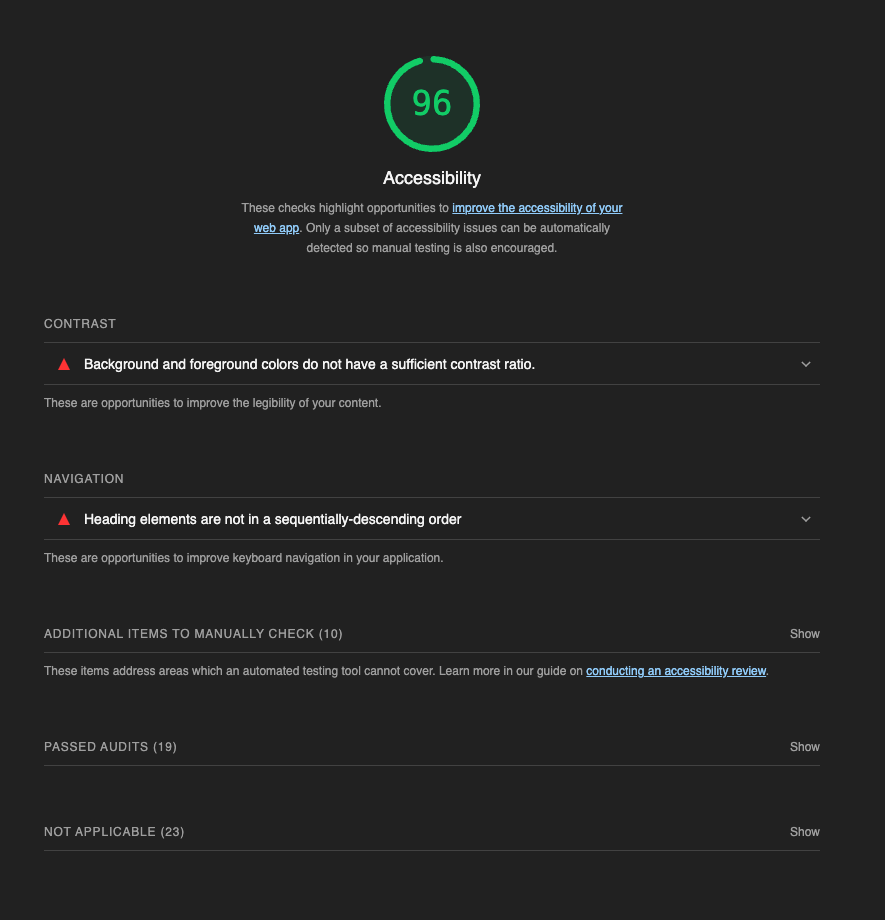 96
Accessibility
These checks highlight opportunities to improve the accessibility of your
web app. Only a subset of accessibility issues can be automatically
detected so manual testing is also encouraged.
CONTRAST
Background and foreground colors do not have a sufficient contrast ratio.
These are opportunities to improve the legibility of your content.
NAVIGATION
Heading elements are not in a sequentially-descending order
These are opportunities to improve keyboard navigation in your application.
ADDITIONAL ITEMS TO MANUALLY CHECK (10) Show
These items address areas which an automated testing tool cannot cover. Learn more in our guide on conducting an accessibility review.
PASSED AUDITS (19) Show
NOT APPLICABLE (23) Show